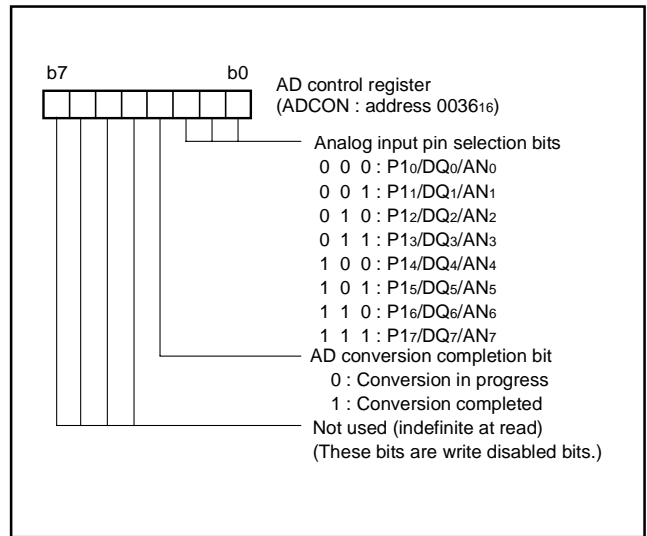 b7 b0
AD control register
(ADCON : address 0036₁₆)
Analog input pin selection bits
0 0 0 : P1₀/DQ₀/AN₀
0 0 1 : P1₁/DQ₁/AN₁
0 1 0 : P1₂/DQ₂/AN₂
0 1 1 : P1₃/DQ₃/AN₃
1 0 0 : P1₄/DQ₄/AN₄
1 0 1 : P1₅/DQ₅/AN₅
1 1 0 : P1₆/DQ₆/AN₆
1 1 1 : P1₇/DQ₇/AN₇
AD conversion completion bit
0 : Conversion in progress
1 : Conversion completed
Not used (indefinite at read)
(These bits are write disabled bits.)